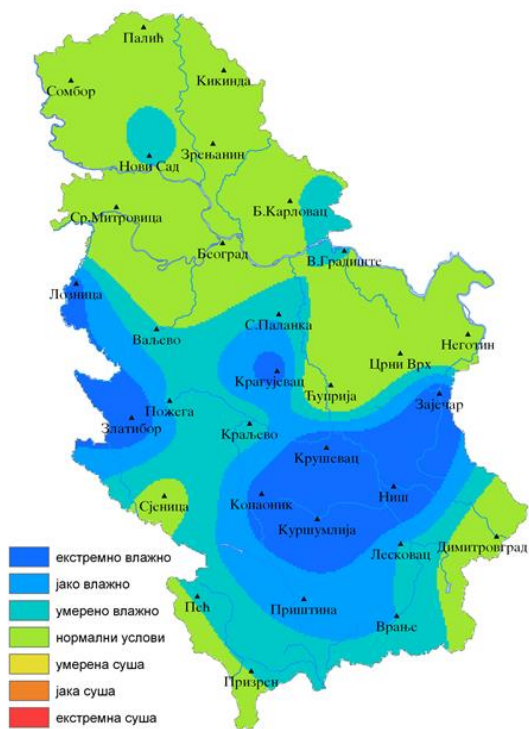 Палић
Кикинда
Сомбор
Зрењанин
Нови Сад
Б.Карловац
Ср.Митровица
Београд
В.Градиште
Лозница
С.Паланка
Ваљево
Неготин
Црни Врх
Крагујевац
Ћуприја
Зајечар
Пожега
Златибор
Краљево
Крушевац
Ниш
Копаоник
Сјеница
Куршумлија
Димитровград
Лесковац
екстремно влажно
јако влажно
умерено влажно
нормални услови
умерена суша
јака суша
екстремна суша
Пећ
Приштина
Врање
Призрен